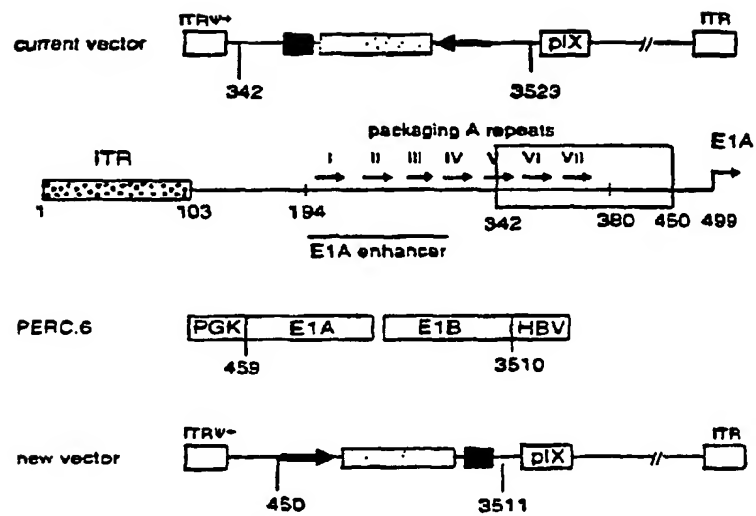 ITRΨ ITR
current vector pIX
342 3523
packaging A repeats
E1A
ITR I II III IV V VI VII
1 103 194 342 380 450 499
E1A enhancer
PERC.6 PGK E1A E1B HBV
459 3510
ITRΨ ITR
new vector pIX
450 3511